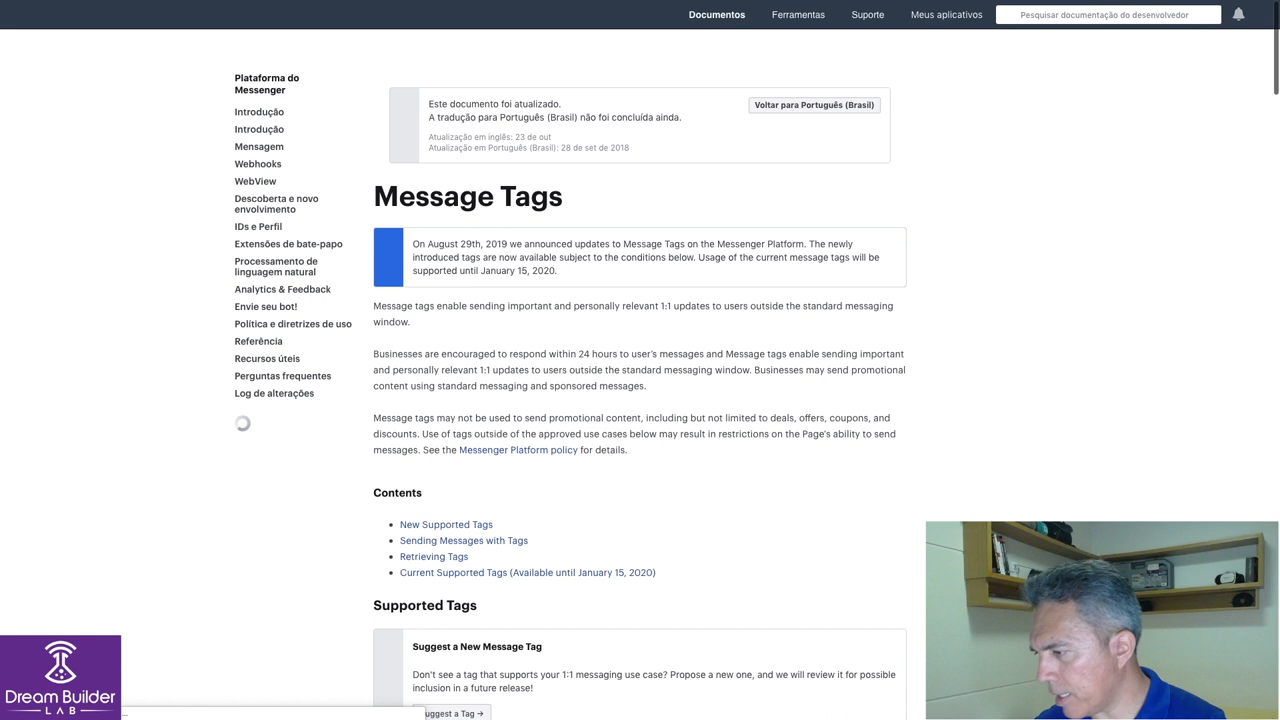 Documentos
Ferramentas
Suporte
Meus aplicativos
Pesquisar documentação do desenvolvedor
Plataforma do
Messenger
Introdução
Introdução
Mensagem
Webhooks
WebView
Descoberta e novo
envolvimento
IDs e Perfil
Extensões de bate-papo
Processamento de
linguagem natural
Analytics & Feedback
Envie seu bot!
Política e diretrizes de uso
Referência
Recursos úteis
Perguntas frequentes
Log de alterações
Este documento foi atualizado.
A tradução para Português (Brasil) não foi concluída ainda.
Atualização em inglês: 23 de out
Atualização em Português (Brasil): 28 de set de 2018
Voltar para Português (Brasil)
Message Tags
On August 29th, 2019 we announced updates to Message Tags on the Messenger Platform. The newly
introduced tags are now available subject to the conditions below. Usage of the current message tags will be
supported until January 15, 2020.
Message tags enable sending important and personally relevant 1:1 updates to users outside the standard messaging
window.
Businesses are encouraged to respond within 24 hours to user's messages and Message tags enable sending important
and personally relevant 1:1 updates to users outside the standard messaging window. Businesses may send promotional
content using standard messaging and sponsored messages.
Message tags may not be used to send promotional content, including but not limited to deals, offers, coupons, and
discounts. Use of tags outside of the approved use cases below may result in restrictions on the Page's ability to send
messages. See the Messenger Platform policy for details.
Contents
• New Supported Tags
• Sending Messages with Tags
• Retrieving Tags
• Current Supported Tags (Available until January 15, 2020)
Supported Tags
Suggest a New Message Tag
Don't see a tag that supports your 1:1 messaging use case? Propose a new one, and we will review it for possible
inclusion in a future release!
uggest a Tag →
Dream Builder
LAB